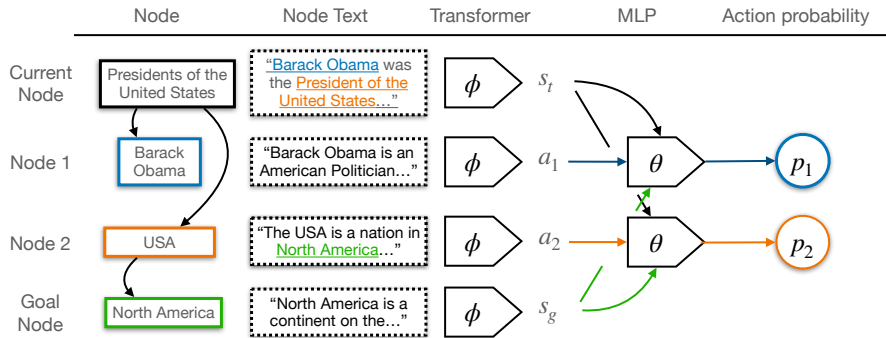 Node Node Text Transformer MLP Action probability
Current
Node
Presidents of the
United States
“Barack Obama was
the President of the
United States…”
ϕ
s_t
Node 1
Barack
Obama
“Barack Obama is an
American Politician…”
ϕ
a_1
θ
p_1
Node 2
USA
“The USA is a nation in
North America…”
ϕ
a_2
θ
p_2
Goal
Node
North America
“North America is a
continent on the…”
ϕ
s_g